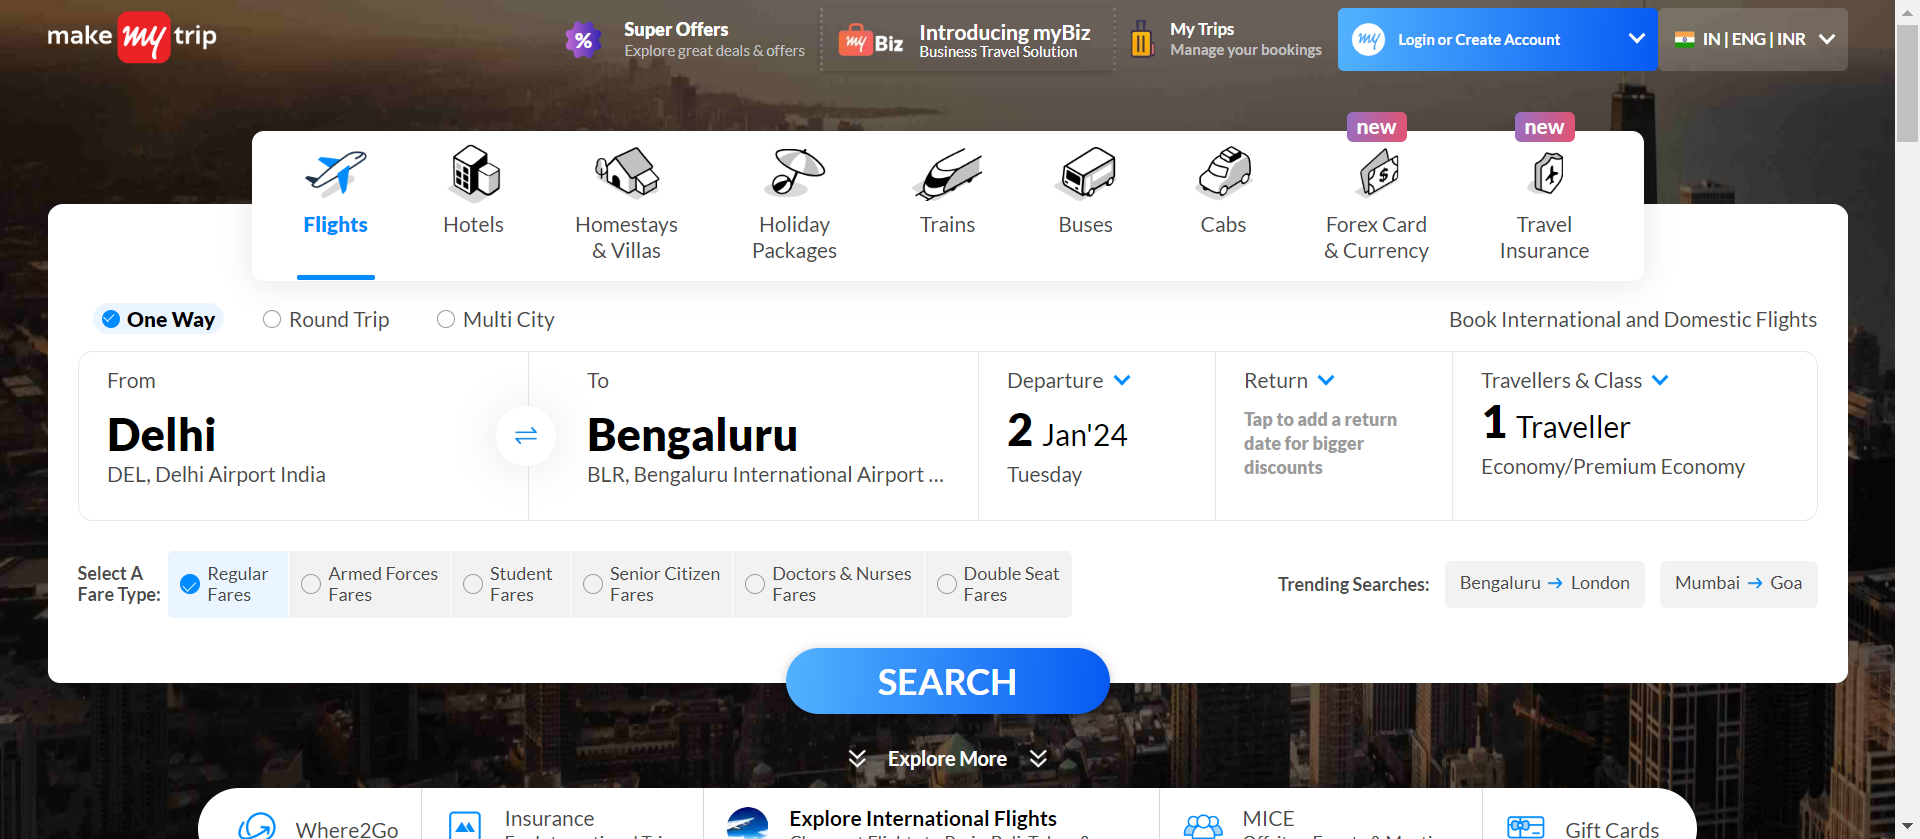 make my trip
%
Super Offers
Explore great deals & offers
my Biz
Introducing myBiz
Business Travel Solution
My Trips
Manage your bookings
my
Login or Create Account
IN | ENG | INR
new
new
Flights
Hotels
Homestays
& Villas
Holiday
Packages
Trains
Buses
Cabs
Forex Card
& Currency
Travel
Insurance
One Way
Round Trip
Multi City
Book International and Domestic Flights
From
Delhi
DEL, Delhi Airport India
To
Bengaluru
BLR, Bengaluru International Airport ...
Departure
2 Jan'24
Tuesday
Return
Tap to add a return
date for bigger
discounts
Travellers & Class
1 Traveller
Economy/Premium Economy
Select A
Fare Type:
Regular
Fares
Armed Forces
Fares
Student
Fares
Senior Citizen
Fares
Doctors & Nurses
Fares
Double Seat
Fares
Trending Searches:
Bengaluru → London
Mumbai → Goa
SEARCH
Explore More
Where2Go
Insurance
Explore International Flights
MICE
Gift Cards